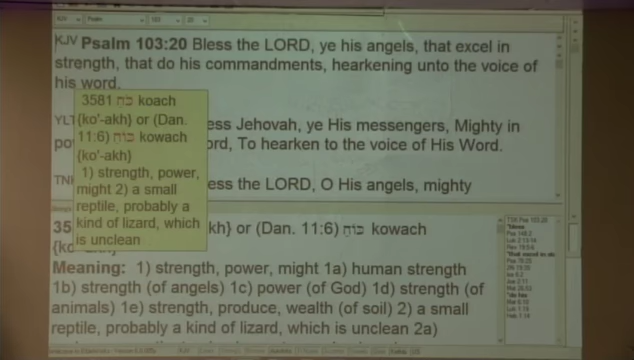 KJV Psalm 103:20 Bless the LORD, ye his angels, that excel in
strength, that do his commandments, hearkening unto the voice of
his word.
3581 כֹּחַ koach
{ko'-akh} or (Dan.
11:6) כּוֹחַ kowach
{ko'-akh}
1) strength, power,
might 2) a small
reptile, probably a
kind of lizard, which
is unclean
YLT
ess Jehovah, ye His messengers, Mighty in
ord, To hearken to the voice of His Word.
ess the LORD, O His angels, mighty
35
kh} or (Dan. 11:6) כּוֹחַ kowach
Meaning: 1) strength, power, might 1a) human strength
1b) strength (of angels) 1c) power (of God) 1d) strength (of
animals) 1e) strength, produce, wealth (of soil) 2) a small
reptile, probably a kind of lizard, which is unclean 2a)